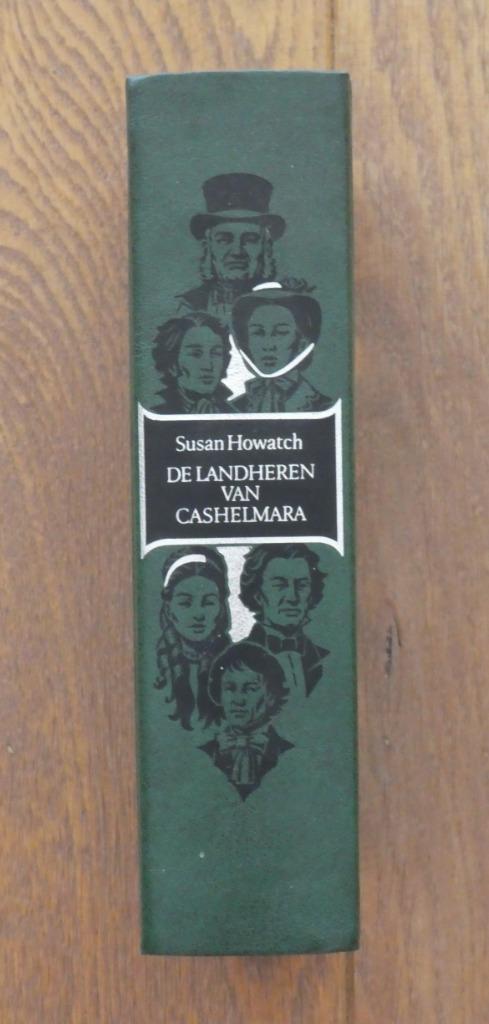 Susan Howatch
DE LANDHEREN
VAN
CASHELMARA